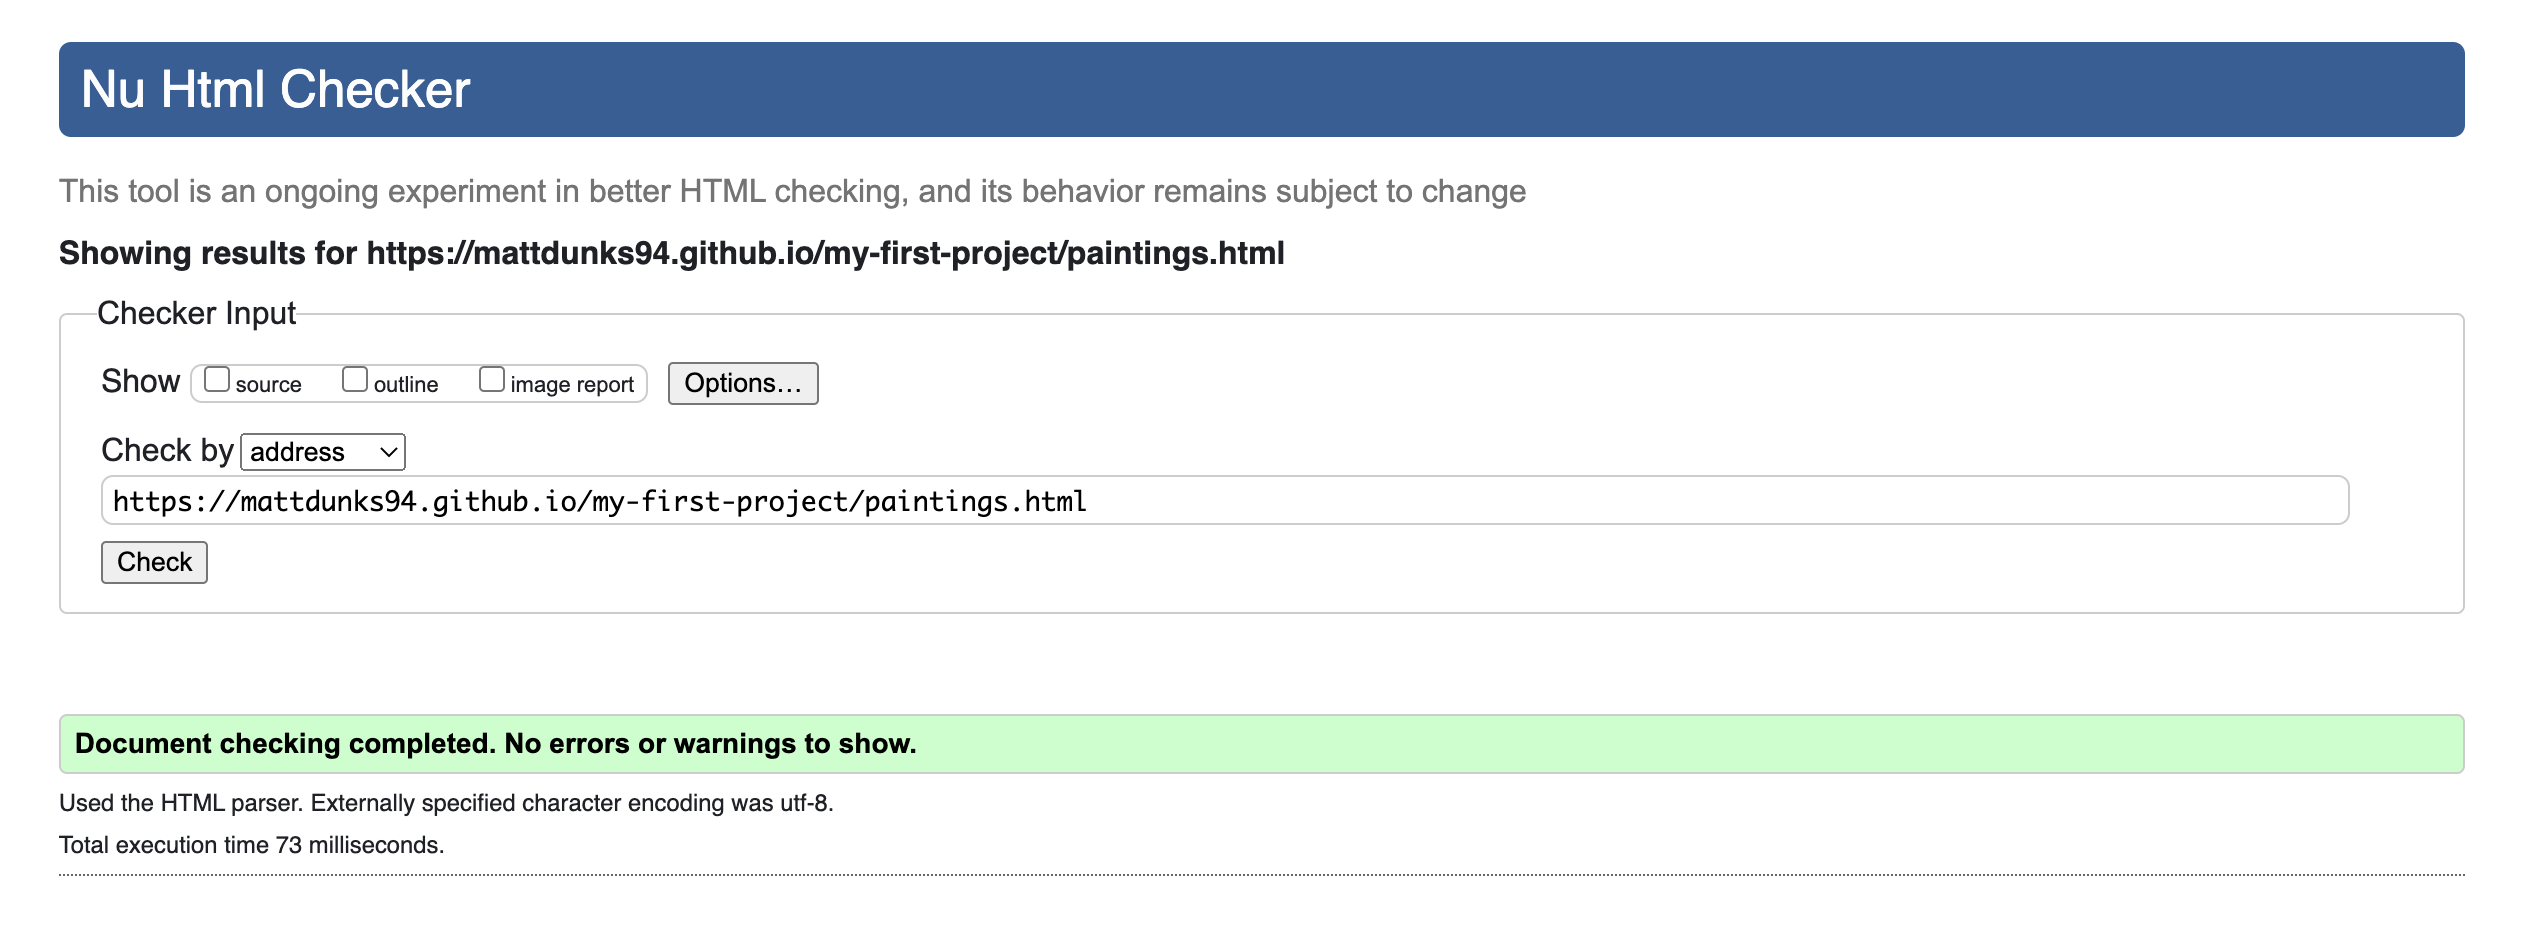 Nu Html Checker
This tool is an ongoing experiment in better HTML checking, and its behavior remains subject to change
Showing results for https://mattdunks94.github.io/my-first-project/paintings.html
Checker Input
Show source outline image report Options...
Check by address
https://mattdunks94.github.io/my-first-project/paintings.html
Check
Document checking completed. No errors or warnings to show.
Used the HTML parser. Externally specified character encoding was utf-8.
Total execution time 73 milliseconds.